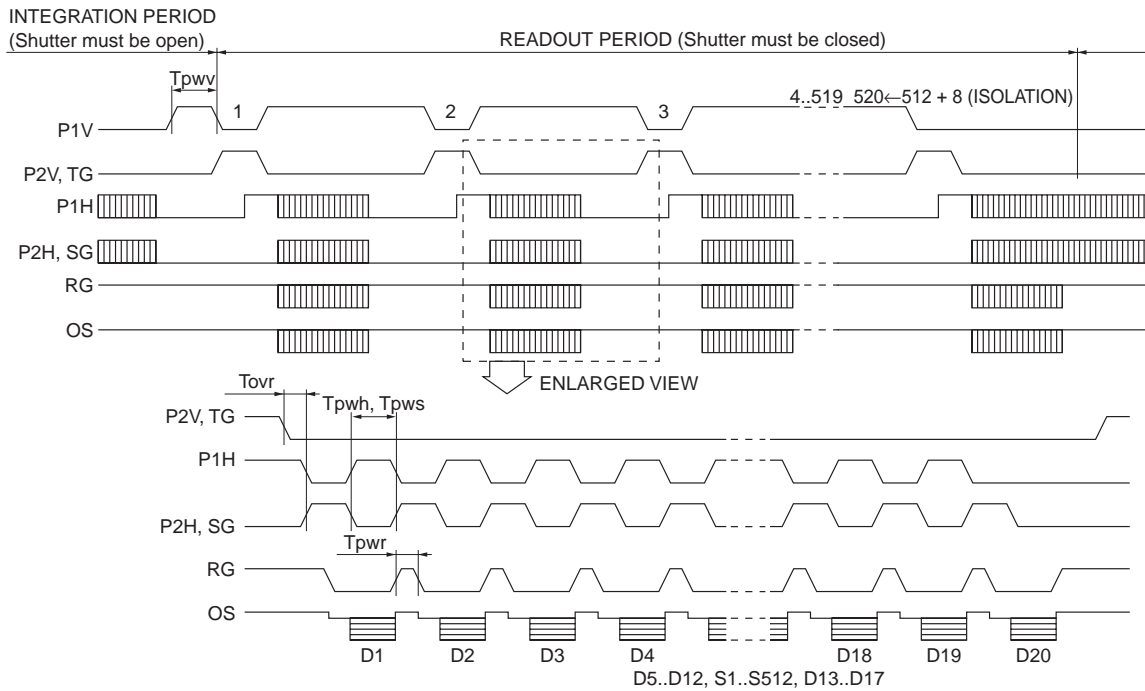 INTEGRATION PERIOD
(Shutter must be open)
READOUT PERIOD (Shutter must be closed)
Tpwv
1
2
3
4..519 520←512 + 8 (ISOLATION)
P1V
P2V, TG
P1H
P2H, SG
RG
OS
ENLARGED VIEW
Tovr
Tpwh, Tpws
P2V, TG
P1H
P2H, SG
Tpwr
RG
OS
D1 D2 D3 D4 D18 D19 D20
D5..D12, S1..S512, D13..D17